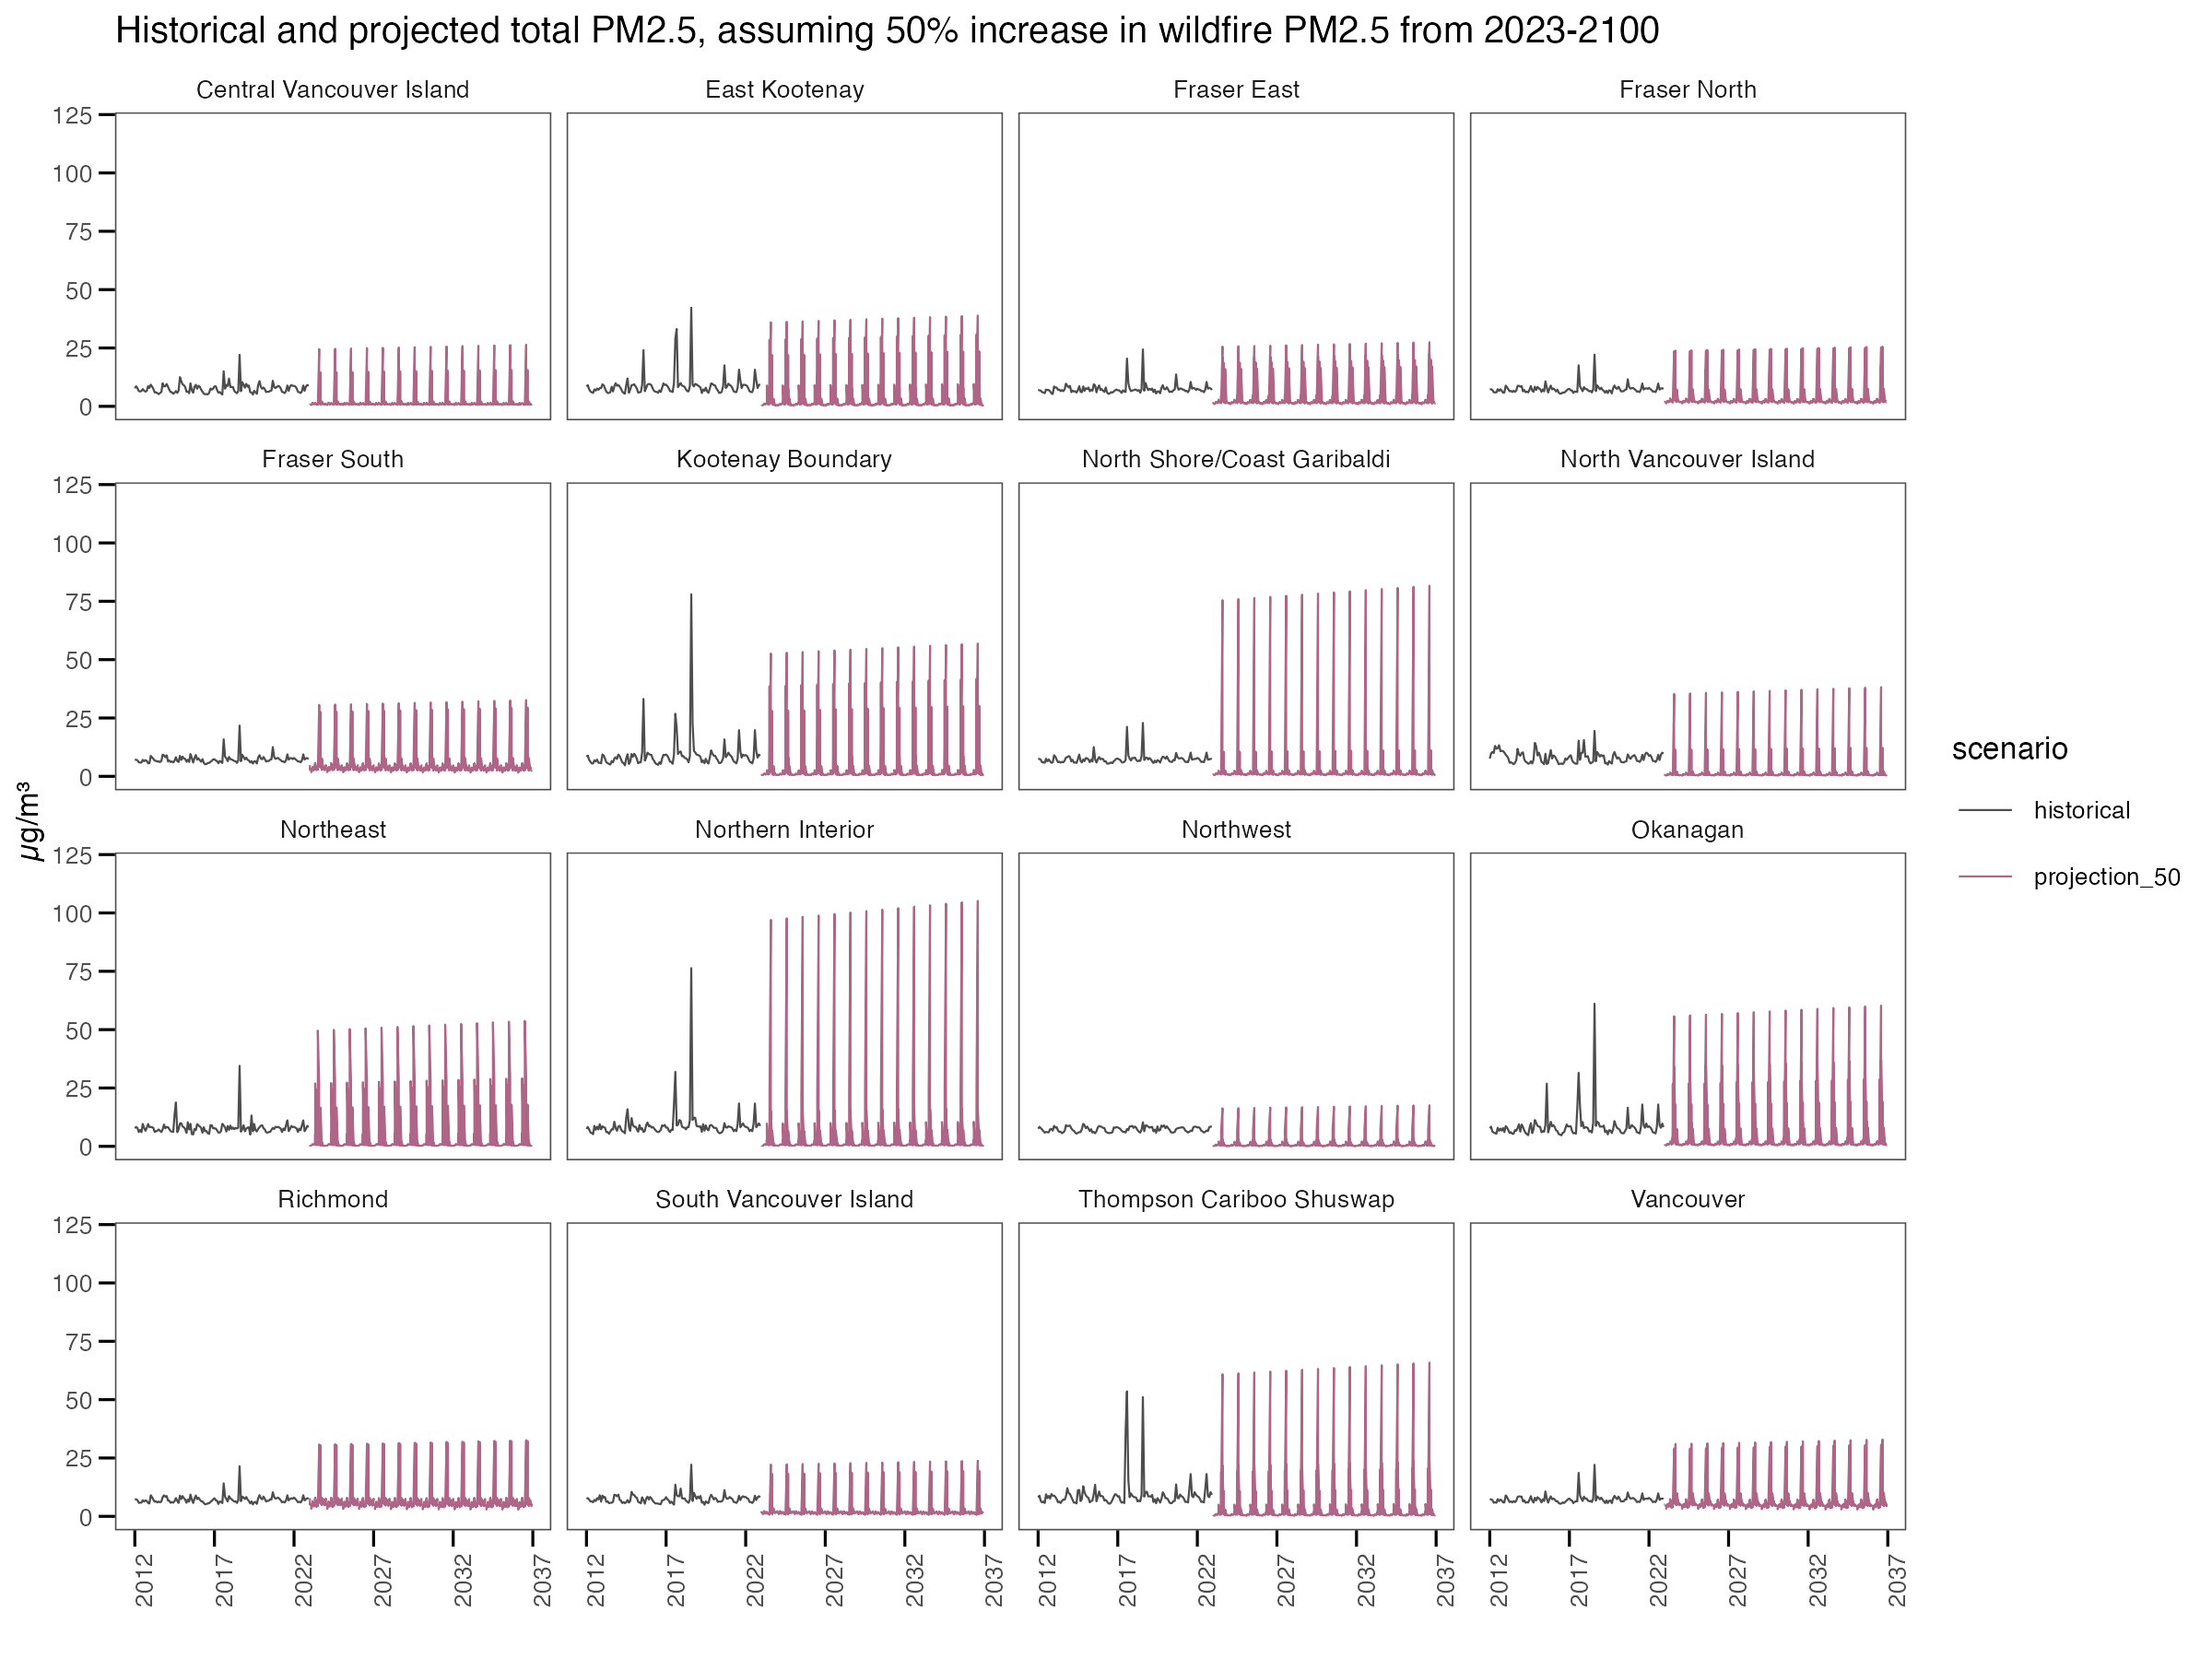 Historical and projected total PM2.5, assuming 50% increase in wildfire PM2.5 from 2023-2100
Central Vancouver Island
East Kootenay
Fraser East
Fraser North
125
100
75
50
25
0
Fraser South
Kootenay Boundary
North Shore/Coast Garibaldi
North Vancouver Island
125
100
75
50
25
0
µg/m³
Northeast
Northern Interior
Northwest
Okanagan
125
100
75
50
25
0
Richmond
South Vancouver Island
Thompson Cariboo Shuswap
Vancouver
125
100
75
50
25
0
2012 2017 2022 2027 2032 2037
2012 2017 2022 2027 2032 2037
2012 2017 2022 2027 2032 2037
2012 2017 2022 2027 2032 2037
scenario
historical
projection_50